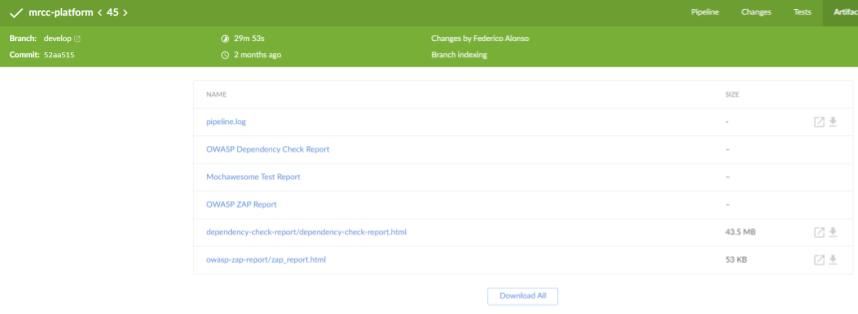 mrcc-platform < 45 > Pipeline Changes Tests Artifac
Branch: develop 29m 53s Changes by Federico Alonso
Commit: 52aa515 2 months ago Branch indexing
NAME SIZE
pipeline.log -
OWASP Dependency Check Report -
Mochawesome Test Report -
OWASP ZAP Report -
dependency-check-report/dependency-check-report.html 43.5 MB
owasp-zap-report/zap_report.html 53 KB
Download All